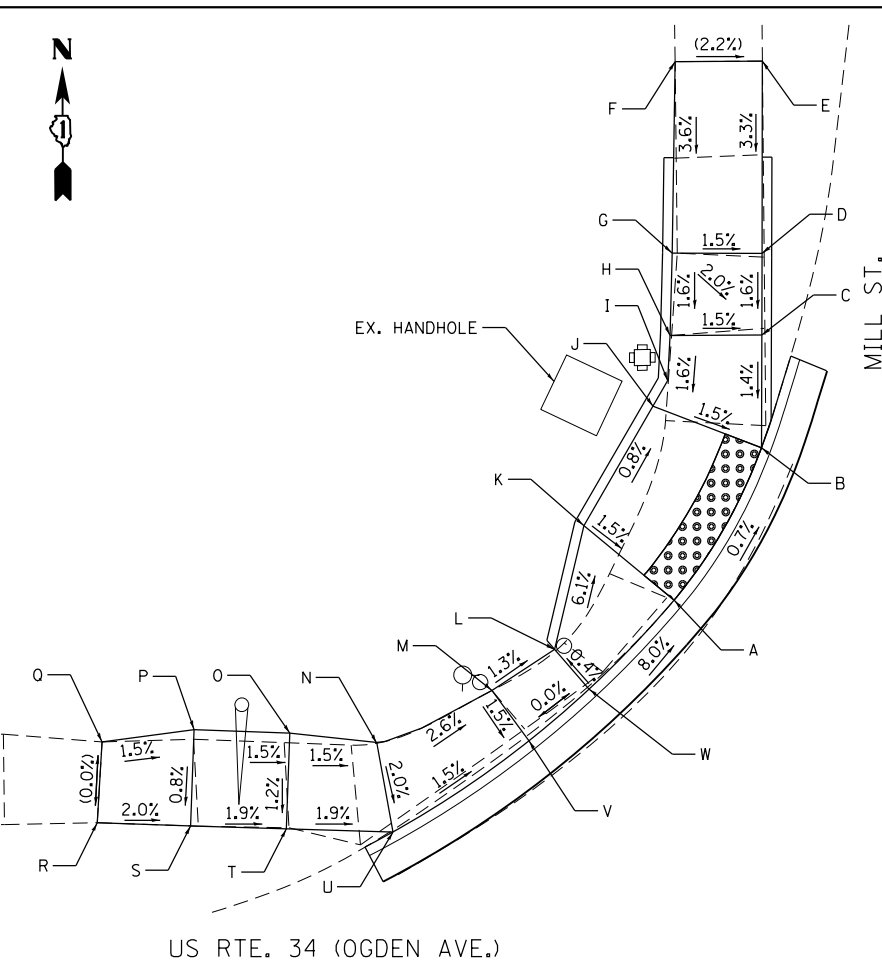 N
1
(2.2%)
F
E
3.6%
3.3%
G
D
1.5%
H
1.6%
2.0%
1.6%
C
MILL ST.
I
1.5%
EX. HANDHOLE
J
1.6%
1.4%
1.5%
0.8%
K
1.5%
B
0.7%
6.1%
L
0.4%
8.0%
A
M
1.3%
Q
P
O
N
0.0%
1.5%
2.6%
W
1.5%
1.5%
1.5%
1.5%
(0.0%)
0.8%
1.2%
2.0%
V
2.0%
1.9%
1.9%
R
S
T
U
US RTE. 34 (OGDEN AVE.)